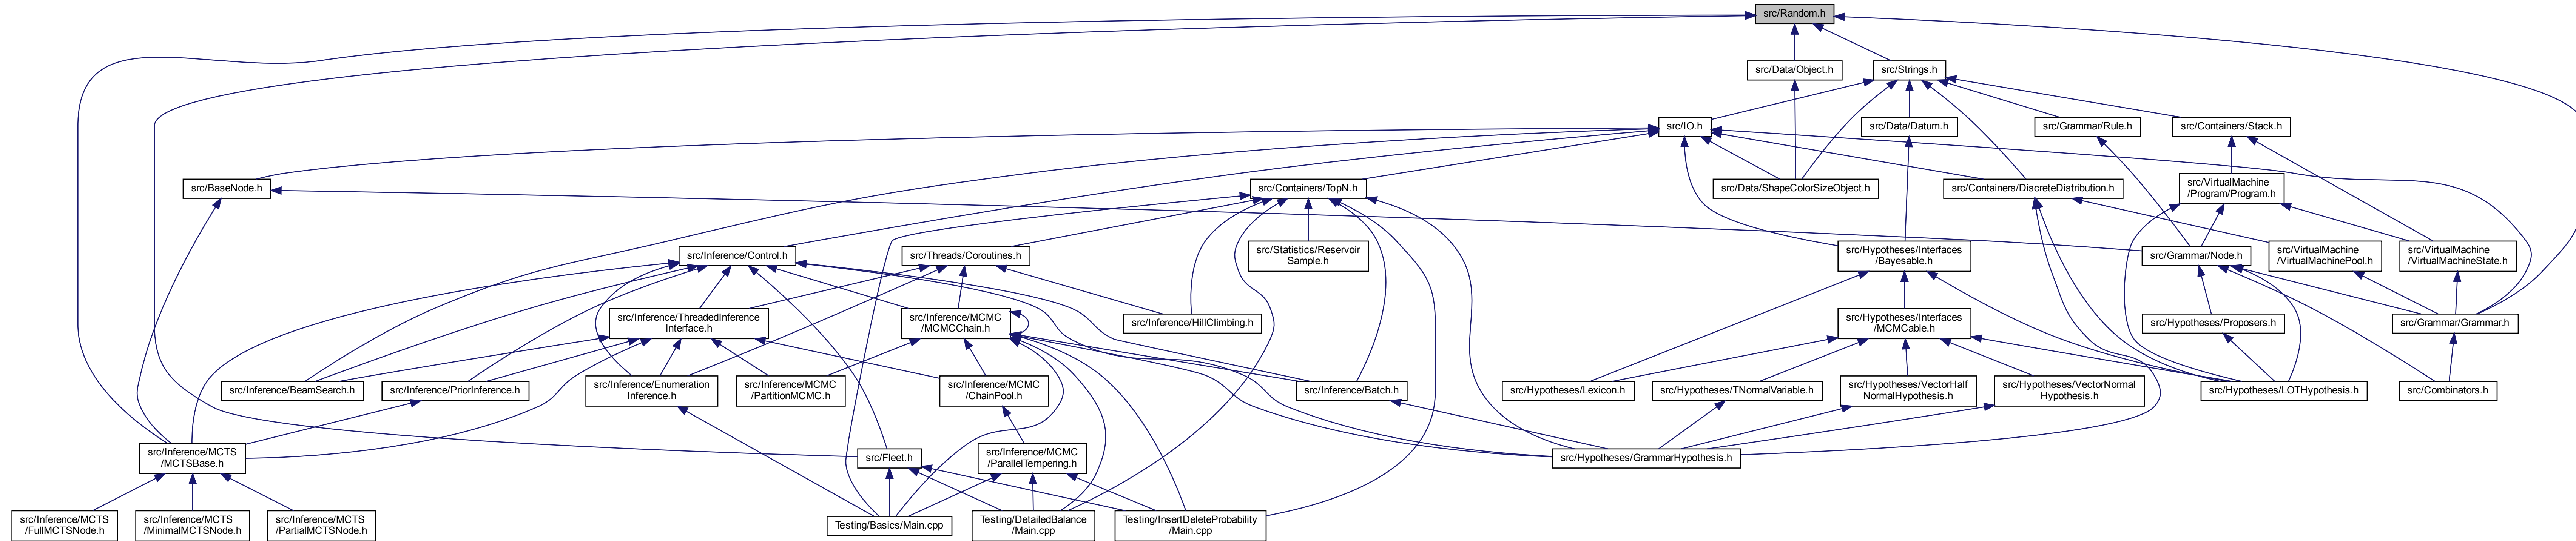 src/Random.h
src/Data/Object.h
src/Strings.h
src/IO.h
src/Data/Datum.h
src/Grammar/Rule.h
src/Containers/Stack.h
src/BaseNode.h
src/Containers/TopN.h
src/Data/ShapeColorSizeObject.h
src/Containers/DiscreteDistribution.h
src/VirtualMachine
/Program/Program.h
src/Inference/Control.h
src/Threads/Coroutines.h
src/Statistics/Reservoir
Sample.h
src/Hypotheses/Interfaces
/Bayesable.h
src/Grammar/Node.h
src/VirtualMachine
/VirtualMachinePool.h
src/VirtualMachine
/VirtualMachineState.h
src/Inference/ThreadedInference
Interface.h
src/Inference/MCMC
/MCMCChain.h
src/Inference/HillClimbing.h
src/Hypotheses/Interfaces
/MCMCable.h
src/Hypotheses/Proposers.h
src/Grammar/Grammar.h
src/Inference/BeamSearch.h
src/Inference/PriorInference.h
src/Inference/Enumeration
Inference.h
src/Inference/MCMC
/PartitionMCMC.h
src/Inference/MCMC
/ChainPool.h
src/Inference/Batch.h
src/Hypotheses/Lexicon.h
src/Hypotheses/TNormalVariable.h
src/Hypotheses/VectorHalf
NormalHypothesis.h
src/Hypotheses/VectorNormal
Hypothesis.h
src/Hypotheses/LOTHypothesis.h
src/Combinators.h
src/Inference/MCTS
/MCTSBase.h
src/Fleet.h
src/Inference/MCMC
/ParallelTempering.h
src/Hypotheses/GrammarHypothesis.h
src/Inference/MCTS
/FullMCTSNode.h
src/Inference/MCTS
/MinimalMCTSNode.h
src/Inference/MCTS
/PartialMCTSNode.h
Testing/Basics/Main.cpp
Testing/DetailedBalance
/Main.cpp
Testing/InsertDeleteProbability
/Main.cpp